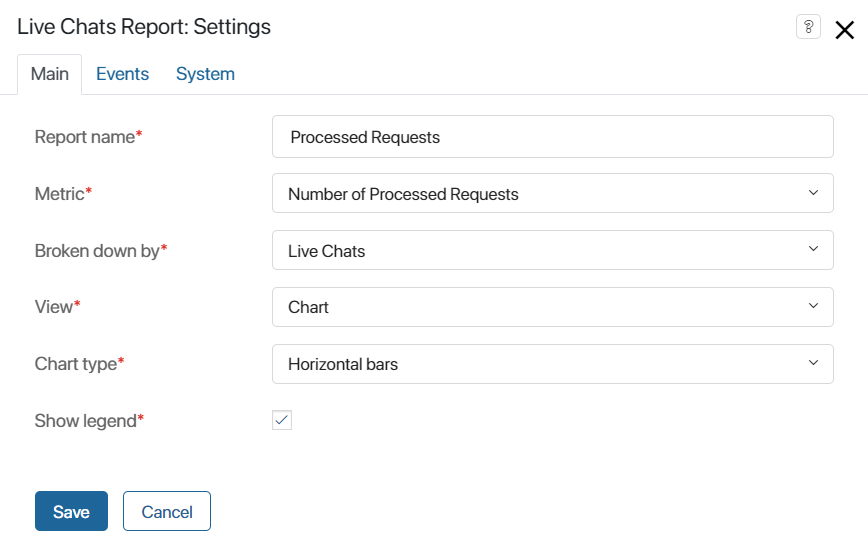 Live Chats Report: Settings
?
Main Events System
Report name* Processed Requests
Metric* Number of Processed Requests
Broken down by* Live Chats
View* Chart
Chart type* Horizontal bars
Show legend*
Save Cancel